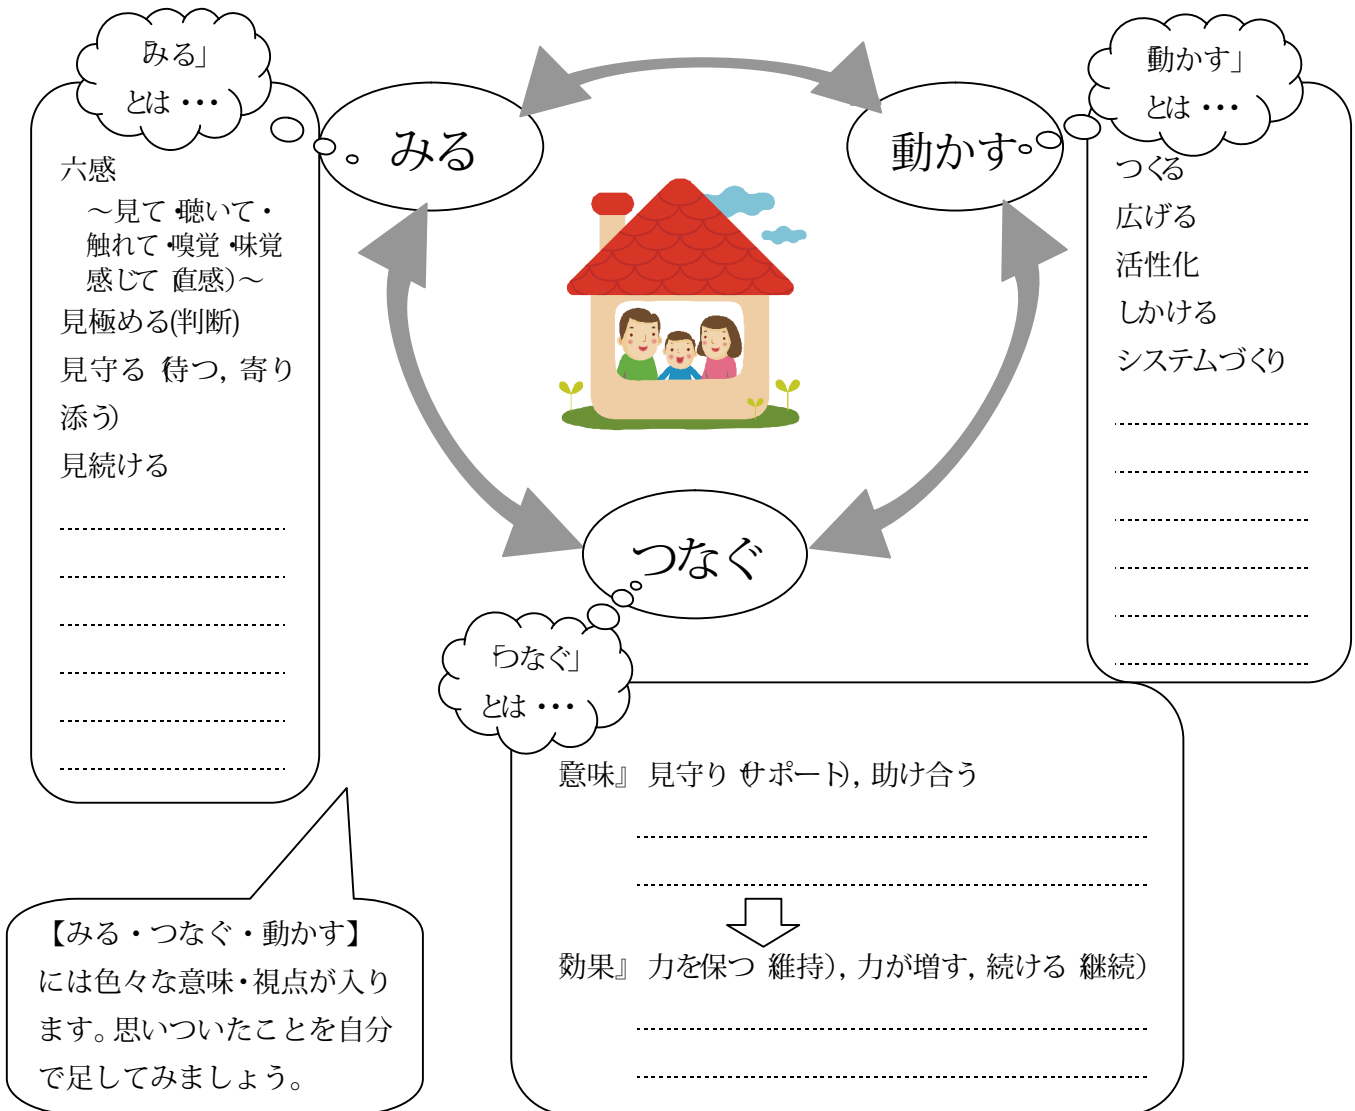 「みる」
とは・・・
みる
六感
～見て・聴いて・
触れて・嗅覚・味覚
感じて（直感）～
見極める(判断)
見守る（待つ，寄り
添う）
見続ける
「動かす」
とは・・・
動かす
つくる
広げる
活性化
しかける
システムづくり
つなぐ
「つなぐ」
とは・・・
『意味』 見守り（サポート），助け合う
『効果』 力を保つ（維持），力が増す，続ける（継続）
【みる・つなぐ・動かす】
には色々な意味・視点が入り
ます。思いついたことを自分
で足してみましょう。